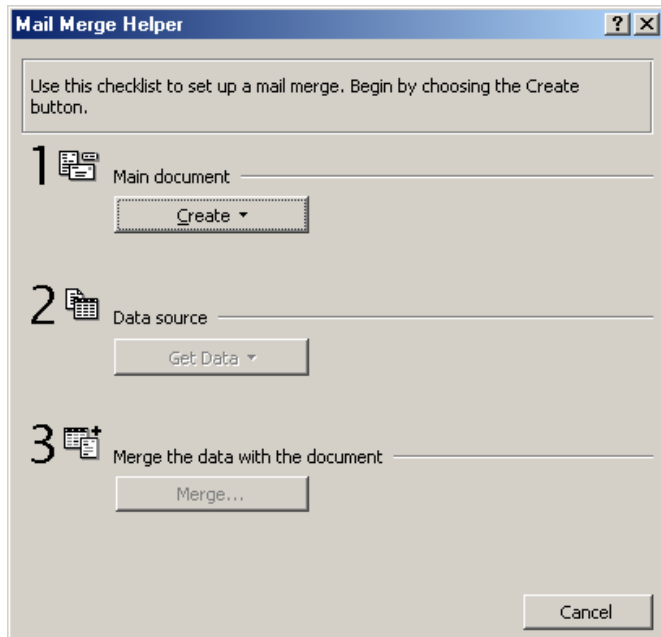 Mail Merge Helper
Use this checklist to set up a mail merge. Begin by choosing the Create
button.
1 Main document
Create
2 Data source
Get Data
3 Merge the data with the document
Merge...
Cancel